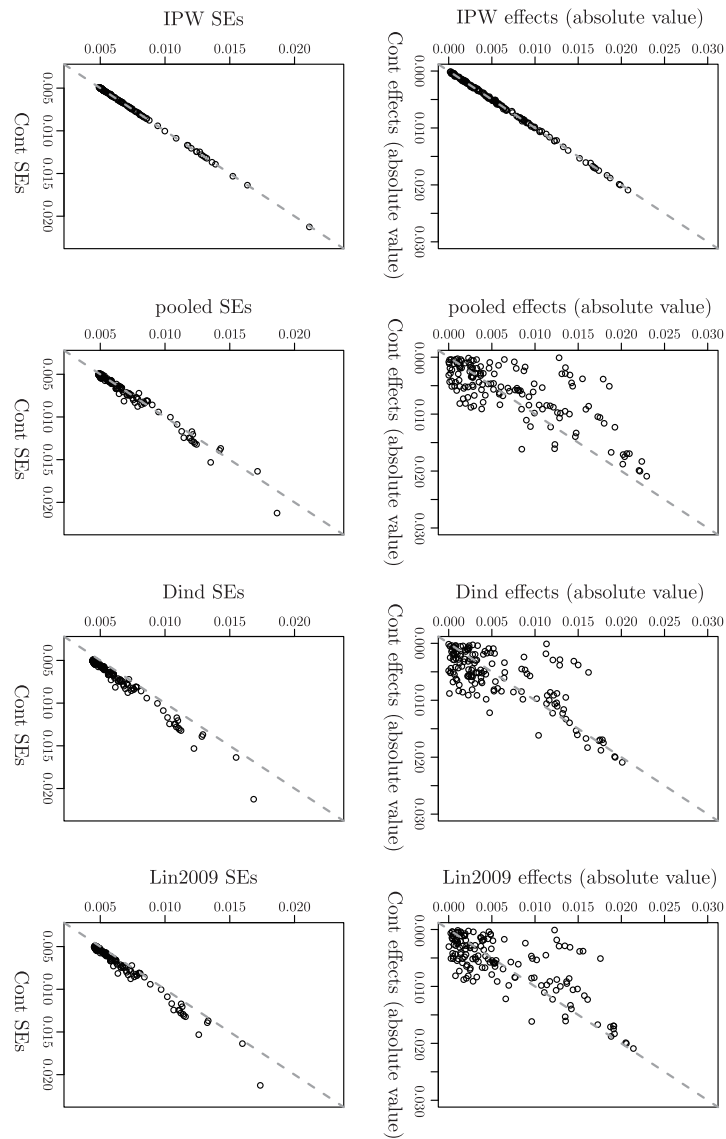 IPW SEs
0.005 0.010 0.015 0.020
0.005 0.010 0.015 0.020
Cont SEs
IPW effects (absolute value)
0.000 0.005 0.010 0.015 0.020 0.025 0.030
0.000 0.010 0.020 0.030
Cont effects (absolute value)
pooled SEs
0.005 0.010 0.015 0.020
0.005 0.010 0.015 0.020
Cont SEs
pooled effects (absolute value)
0.000 0.005 0.010 0.015 0.020 0.025 0.030
0.000 0.010 0.020 0.030
Cont effects (absolute value)
Dind SEs
0.005 0.010 0.015 0.020
0.005 0.010 0.015 0.020
Cont SEs
Dind effects (absolute value)
0.000 0.005 0.010 0.015 0.020 0.025 0.030
0.000 0.010 0.020 0.030
Cont effects (absolute value)
Lin2009 SEs
0.005 0.010 0.015 0.020
0.005 0.010 0.015 0.020
Cont SEs
Lin2009 effects (absolute value)
0.000 0.005 0.010 0.015 0.020 0.025 0.030
0.000 0.010 0.020 0.030
Cont effects (absolute value)